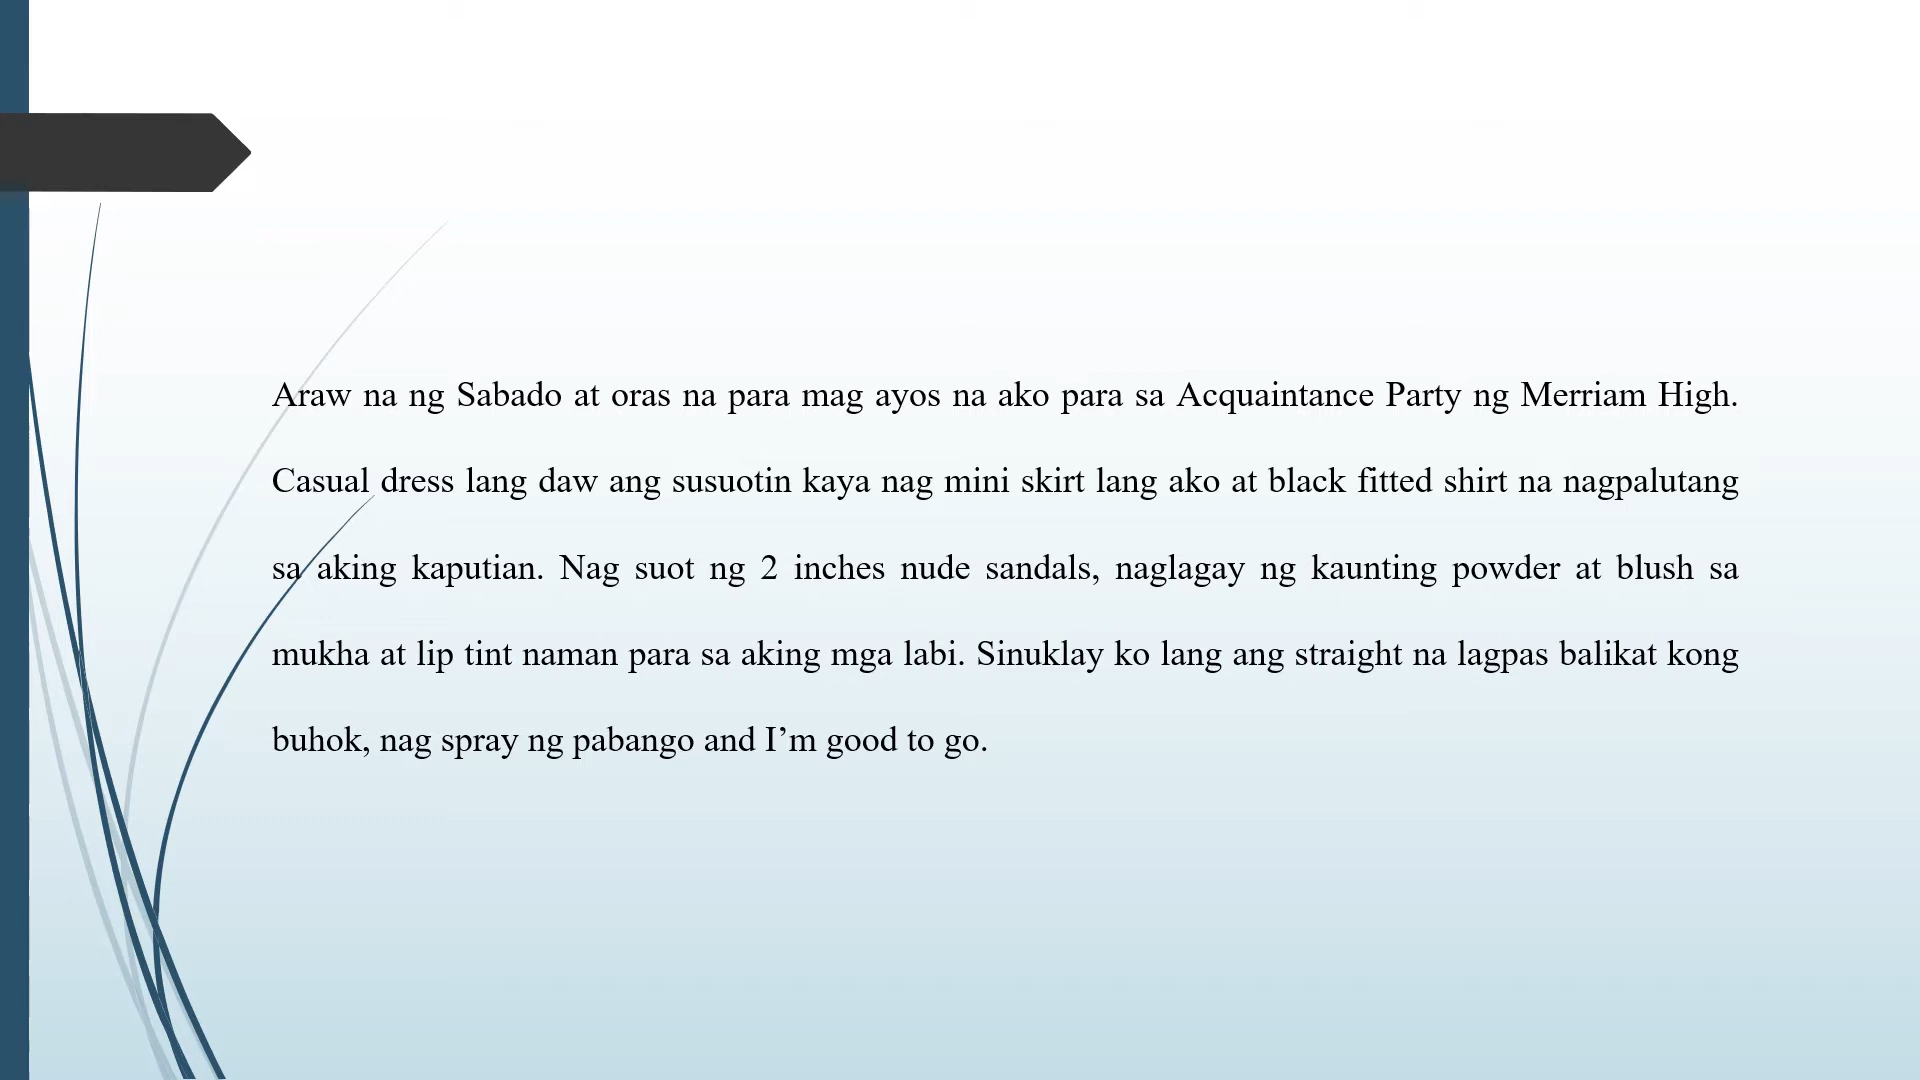 Araw na ng Sabado at oras na para mag ayos na ako para sa Acquaintance Party ng Merriam High.
Casual dress lang daw ang susuotin kaya nag mini skirt lang ako at black fitted shirt na nagpalutang
sa aking kaputian. Nag suot ng 2 inches nude sandals, naglagay ng kaunting powder at blush sa
mukha at lip tint naman para sa aking mga labi. Sinuklay ko lang ang straight na lagpas balikat kong
buhok, nag spray ng pabango and I’m good to go.